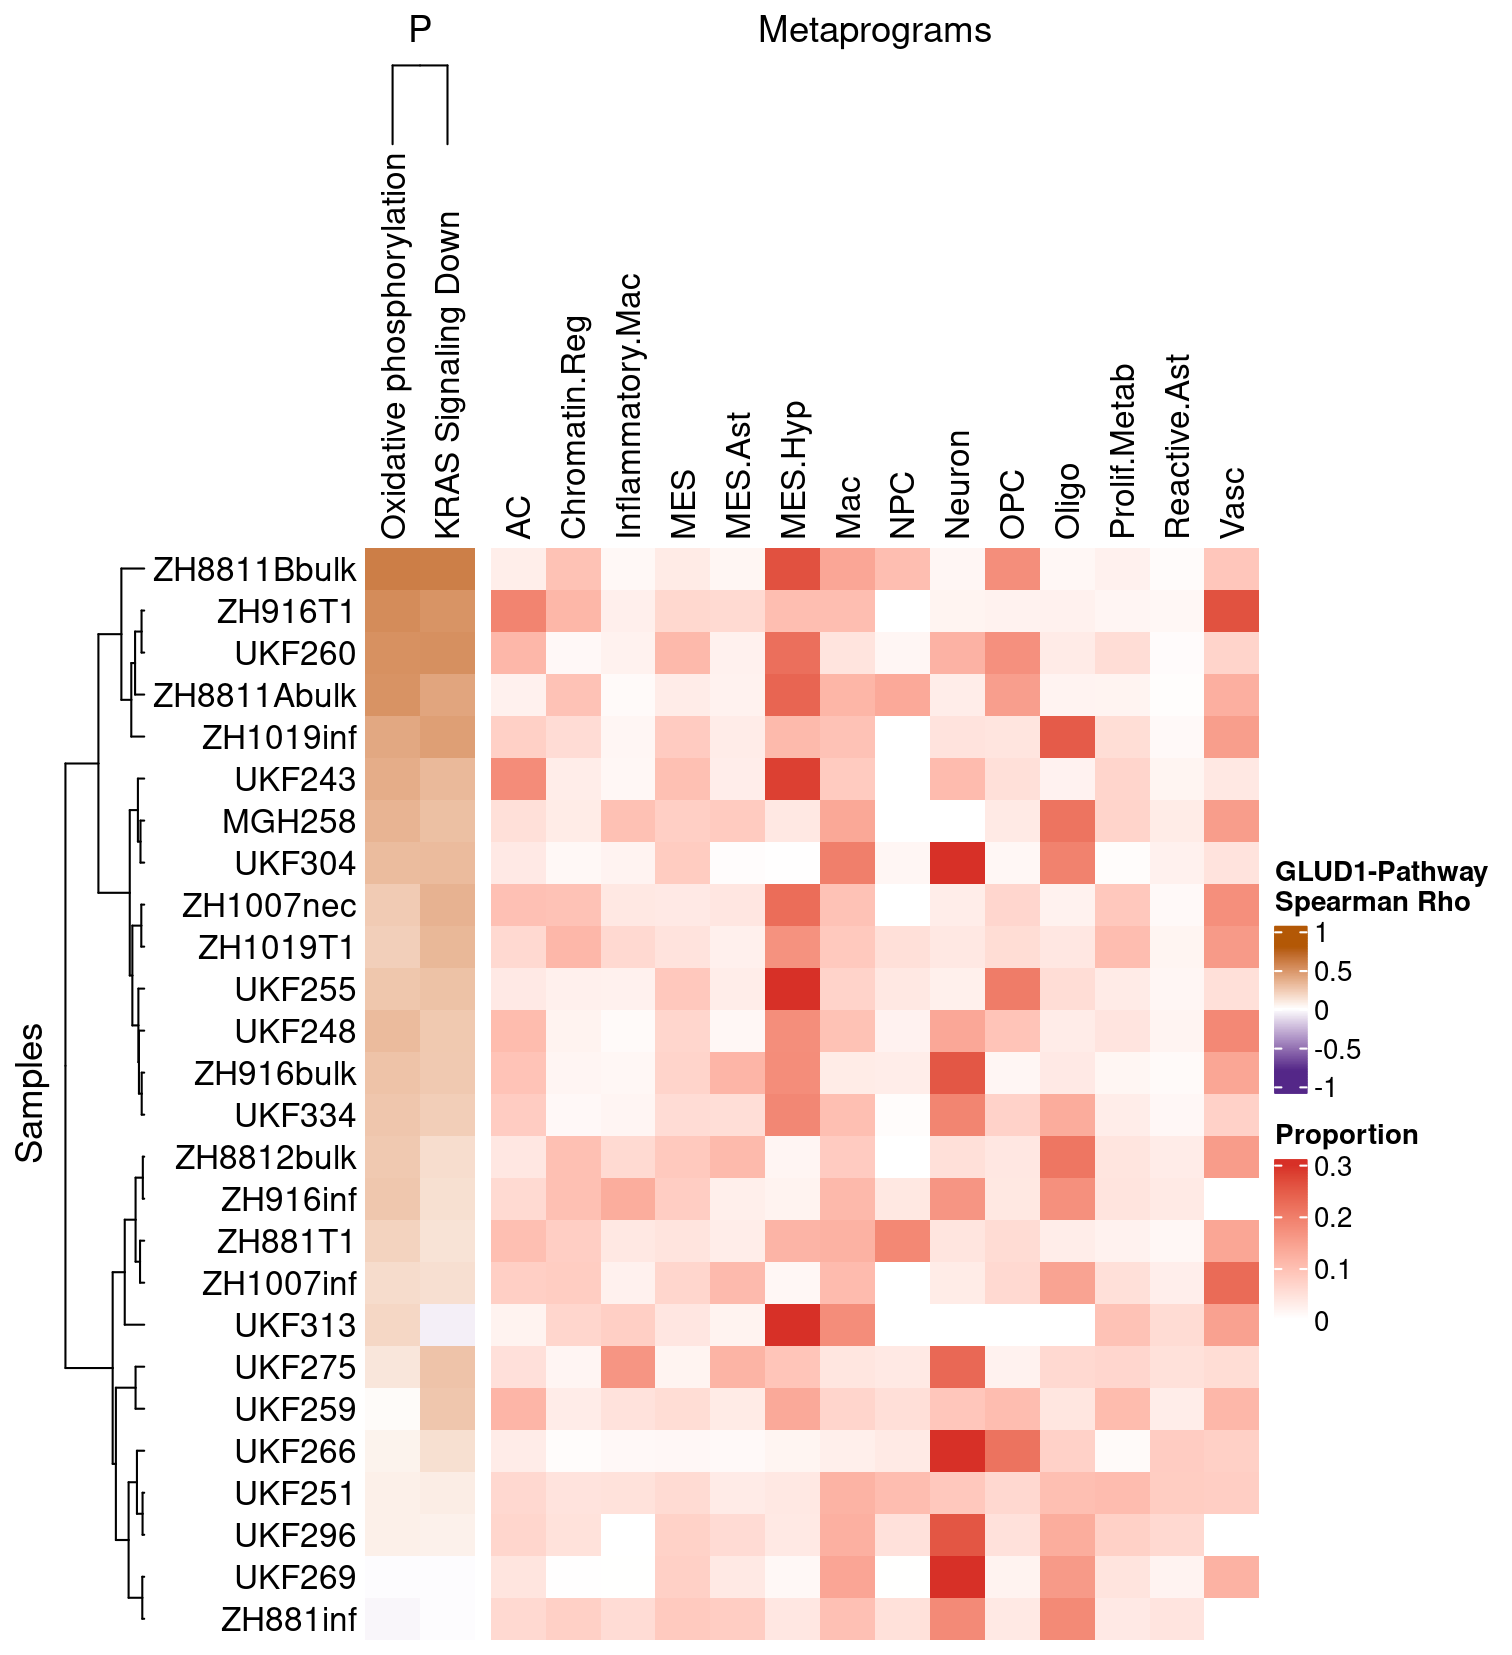 P
Metaprograms
Oxidative phosphorylation
KRAS Signaling Down
AC
Chromatin.Reg
Inflammatory.Mac
MES
MES.Ast
MES.Hyp
Mac
NPC
Neuron
OPC
Oligo
Prolif.Metab
Reactive.Ast
Vasc
Samples
ZH8811Bbulk
ZH916T1
UKF260
ZH8811Abulk
ZH1019inf
UKF243
MGH258
UKF304
ZH1007nec
ZH1019T1
UKF255
UKF248
ZH916bulk
UKF334
ZH8812bulk
ZH916inf
ZH881T1
ZH1007inf
UKF313
UKF275
UKF259
UKF266
UKF251
UKF296
UKF269
ZH881inf
GLUD1-Pathway
Spearman Rho
1
0.5
0
-0.5
-1
Proportion
0.3
0.2
0.1
0